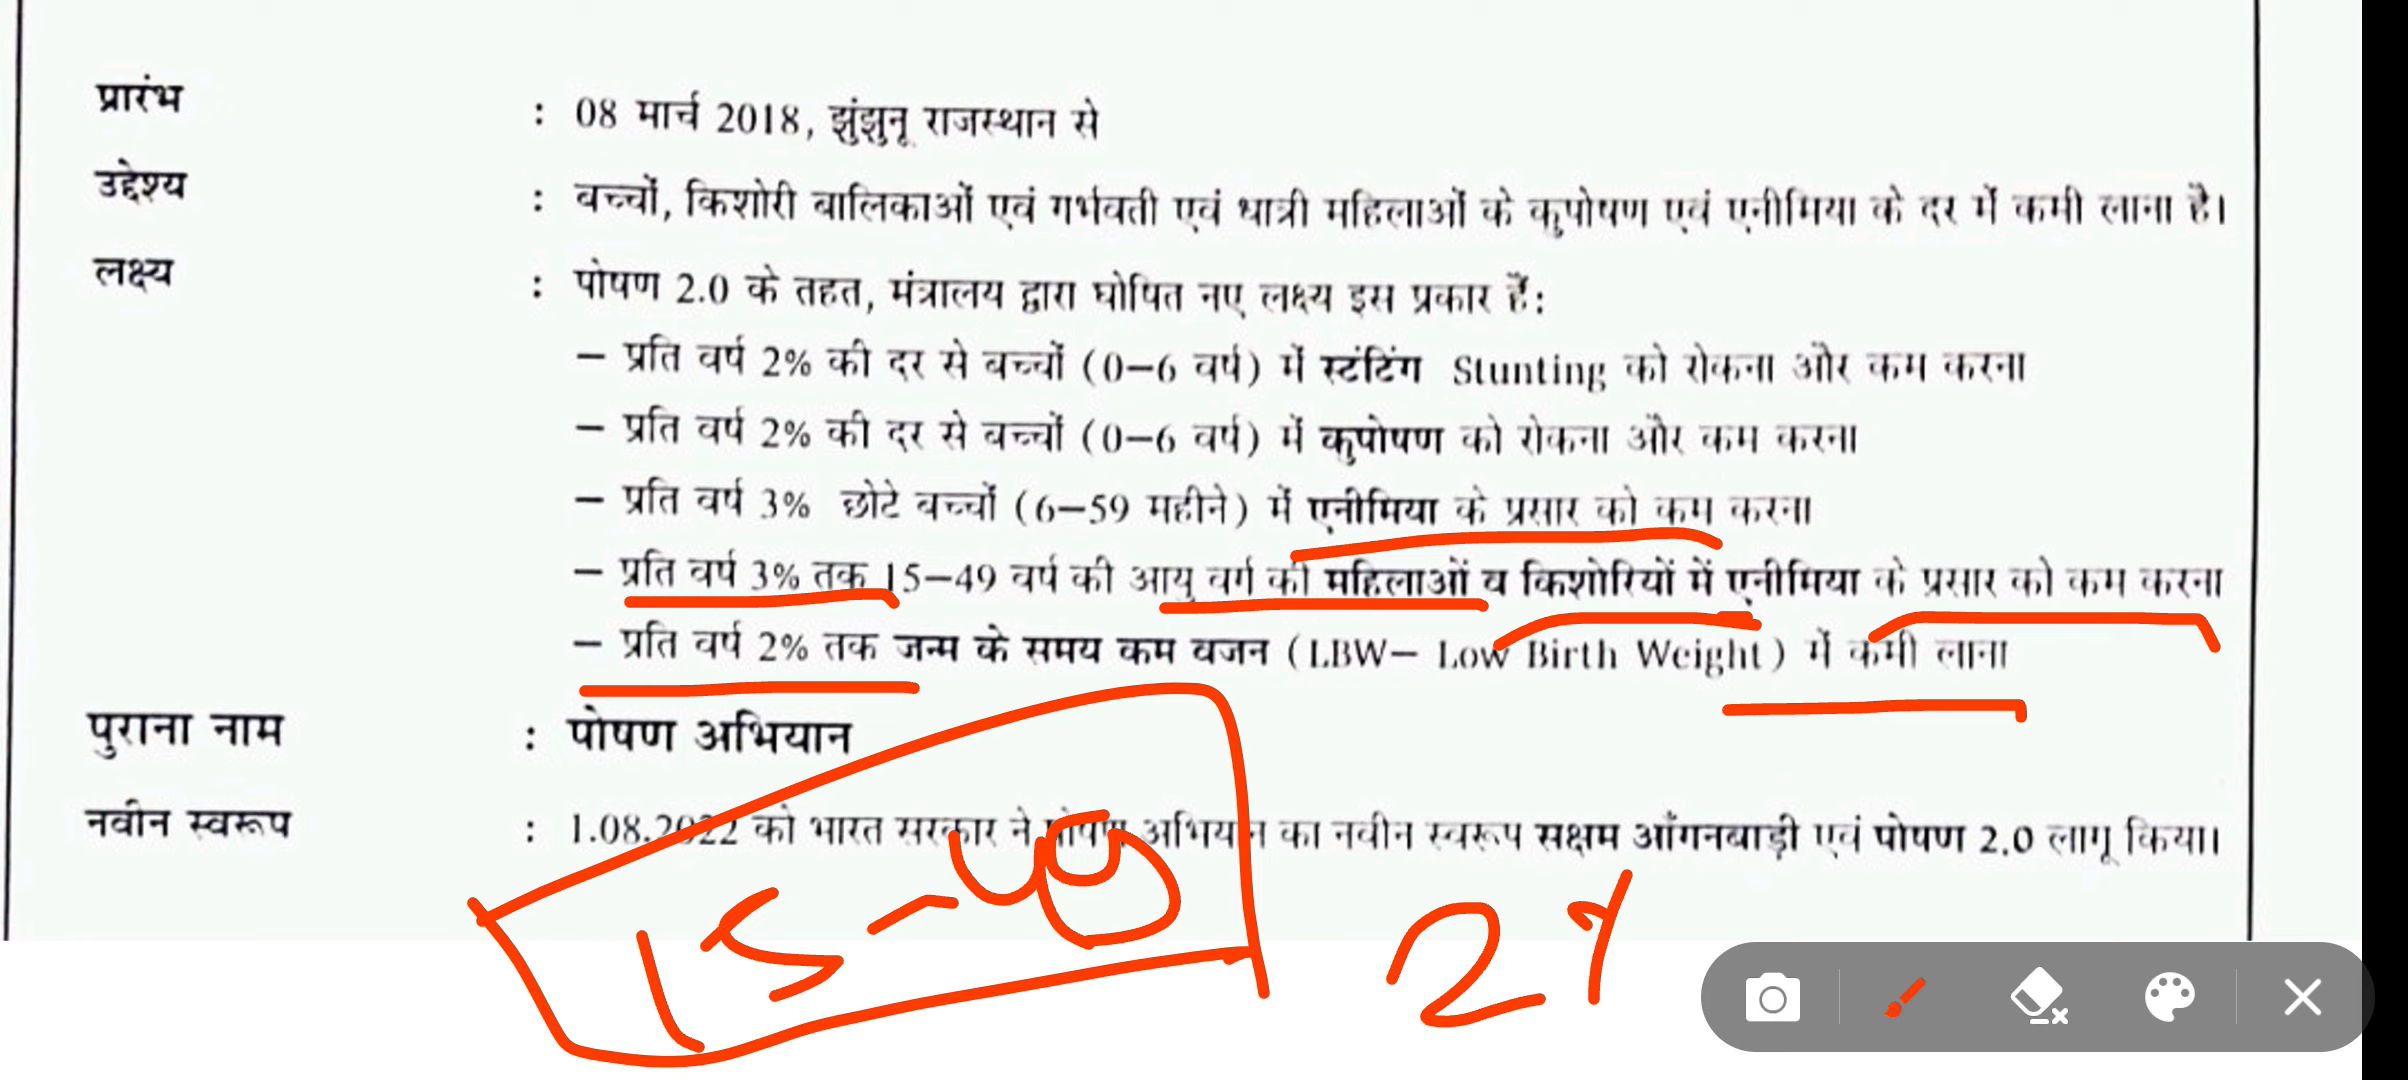 प्रारंभ : 08 मार्च 2018, झुंझुनू राजस्थान से
उद्देश्य : बच्चों, किशोरी बालिकाओं एवं गर्भवती एवं धात्री महिलाओं के कुपोषण एवं एनीमिया के दर में कमी लाना है।
लक्ष्य : पोषण 2.0 के तहत, मंत्रालय द्वारा घोषित नए लक्ष्य इस प्रकार हैं:
– प्रति वर्ष 2% की दर से बच्चों (0–6 वर्ष) में स्टंटिंग Stunting को रोकना और कम करना
– प्रति वर्ष 2% की दर से बच्चों (0–6 वर्ष) में कुपोषण को रोकना और कम करना
– प्रति वर्ष 3% छोटे बच्चों (6–59 महीने) में एनीमिया के प्रसार को कम करना
– प्रति वर्ष 3% तक 15–49 वर्ष की आयु वर्ग की महिलाओं व किशोरियों में एनीमिया के प्रसार को कम करना
– प्रति वर्ष 2% तक जन्म के समय कम वजन (LBW– Low Birth Weight) में कमी लाना
पुराना नाम : पोषण अभियान
नवीन स्वरूप : 1.08.2022 को भारत सरकार ने पोषण अभियान का नवीन स्वरूप सक्षम आँगनबाड़ी एवं पोषण 2.0 लागू किया।
15-49
2%